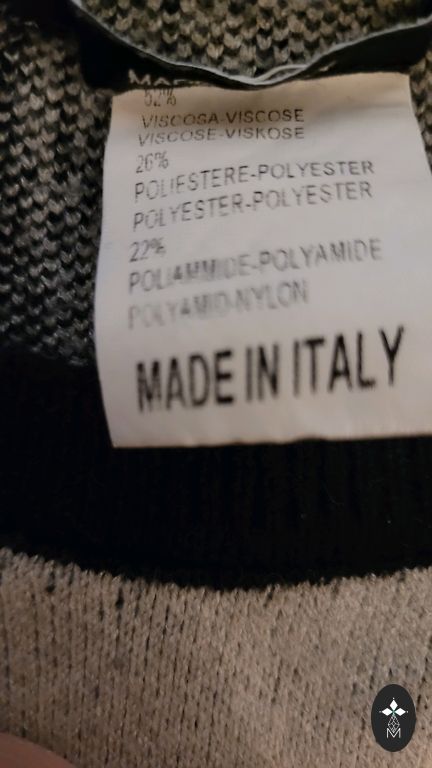 52%
VISCOSA-VISCOSE
VISCOSE-VISKOSE
26%
POLIESTERE-POLYESTER
POLYESTER-POLYESTER
22%
POLIAMMIDE-POLYAMIDE
POLYAMID-NYLON
MADE IN ITALY
M